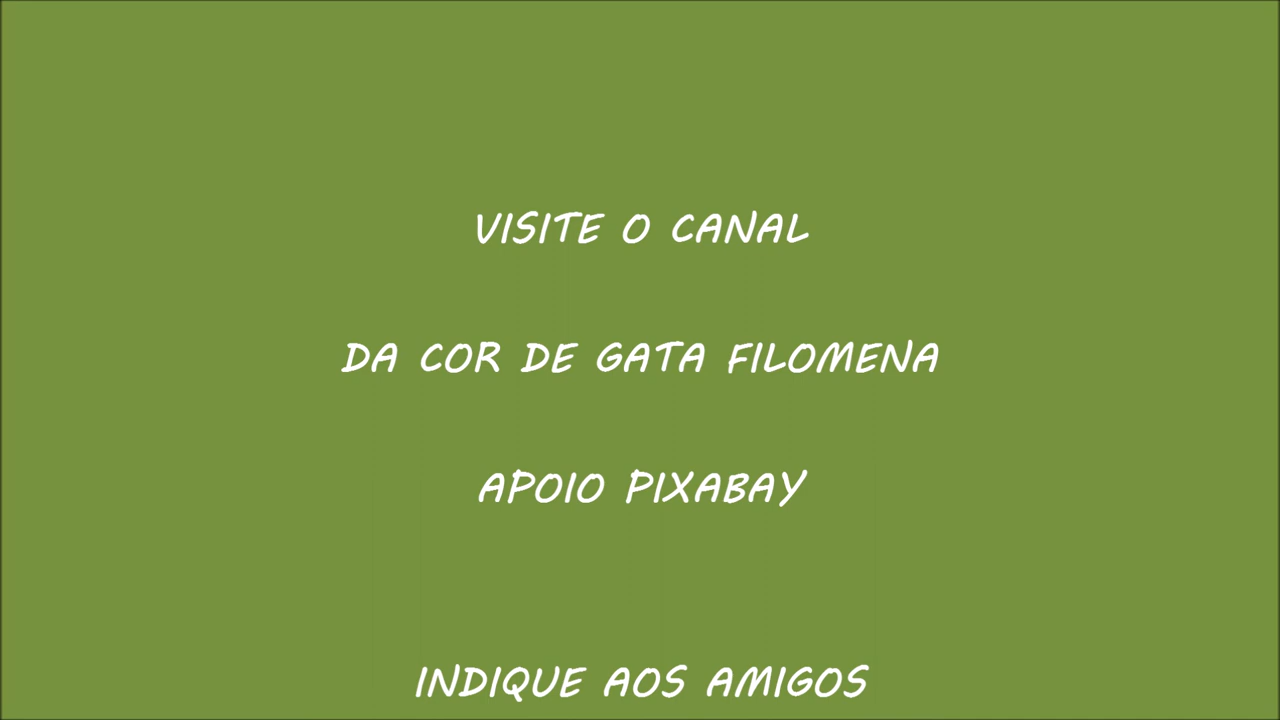 VISITE O CANAL
DA COR DE GATA FILOMENA
APOIO PIXABAY
INDIQUE AOS AMIGOS